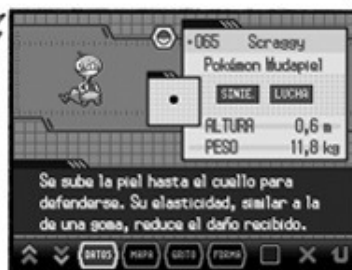 065 Scraggy
Pokémon Mudapiel
SINIE. LUCHA
ALTURA 0,6 m
PESO 11,8 kg
Se sube la piel hasta el cuello para
defenderse. Su elasticidad, similar a la
de una goma, reduce el daño recibido.
DATOS MAPA GRITO FORMA